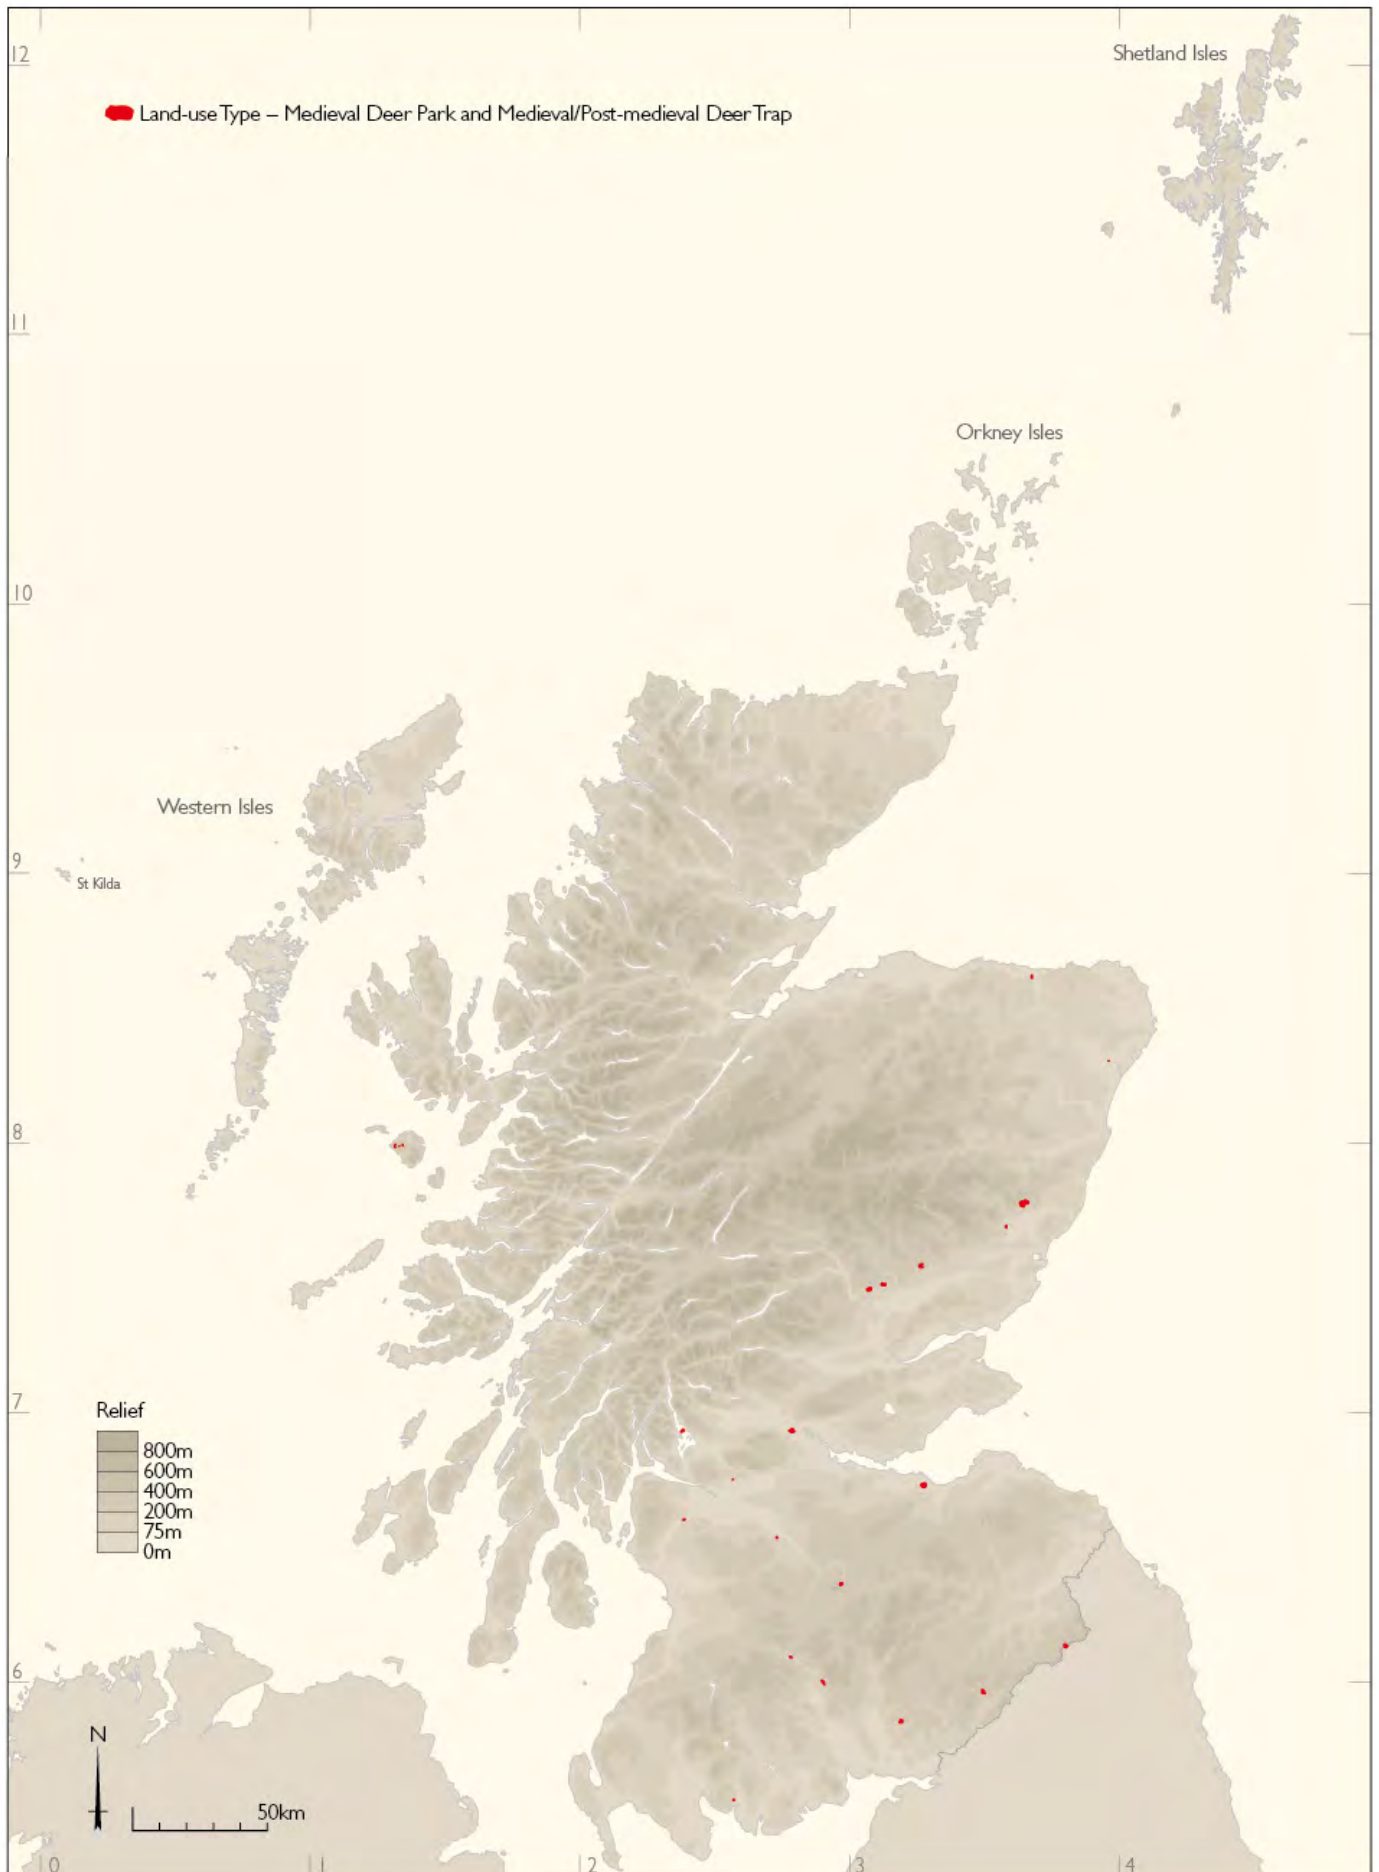 12
Shetland Isles
Land-use Type – Medieval Deer Park and Medieval/Post-medieval Deer Trap
11
Orkney Isles
10
Western Isles
9
St Kilda
8
7
Relief
800m
600m
400m
200m
75m
0m
6
N
50km
0
1
2
3
4